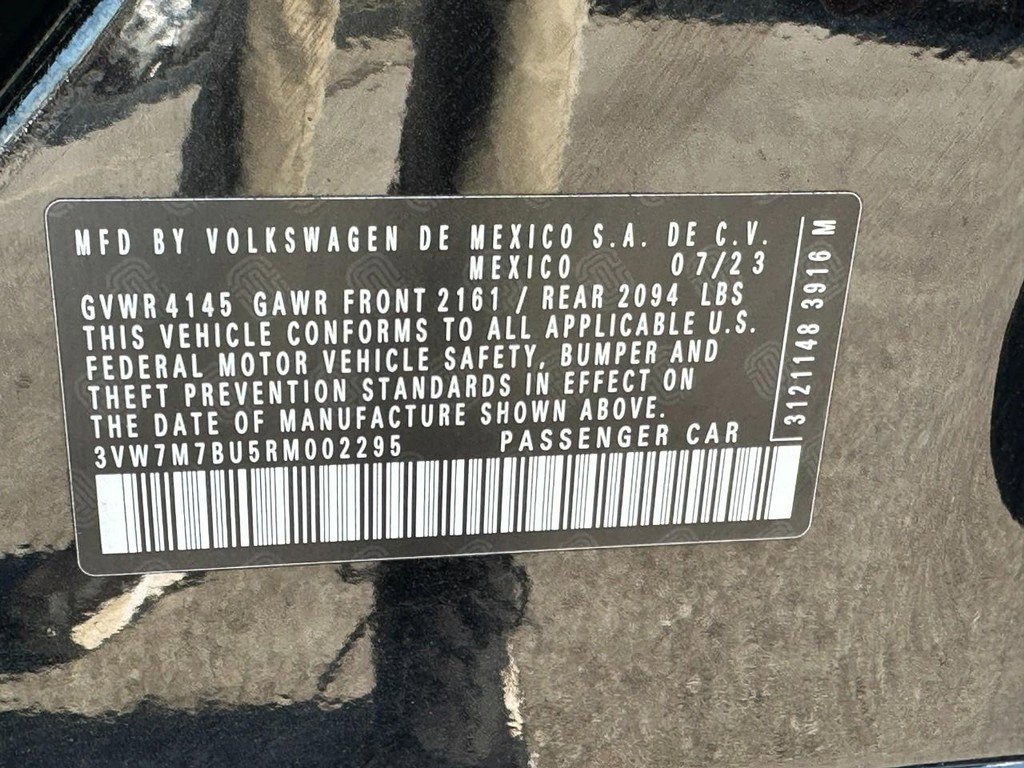 MFD BY VOLKSWAGEN DE MEXICO S.A. DE C.V.
MEXICO 07/23
GVWR 4145 GAWR FRONT 2161 / REAR 2094 LBS
THIS VEHICLE CONFORMS TO ALL APPLICABLE U.S.
FEDERAL MOTOR VEHICLE SAFETY, BUMPER AND
THEFT PREVENTION STANDARDS IN EFFECT ON
THE DATE OF MANUFACTURE SHOWN ABOVE.
3VW7M7BU5RM002295 PASSENGER CAR
3121148 3916 M